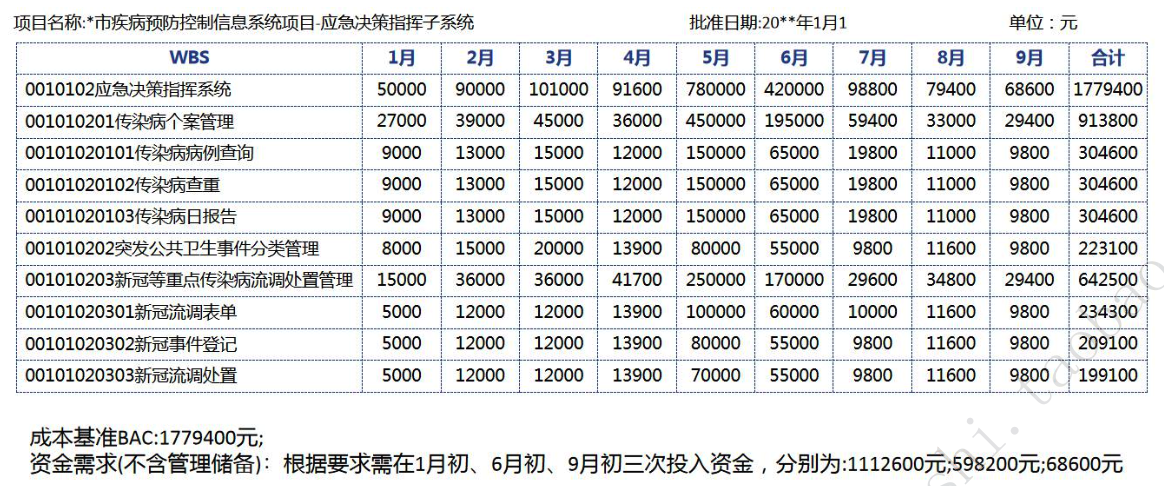 项目名称:*市疾病预防控制信息系统项目-应急决策指挥子系统 批准日期:20**年1月1 单位：元
WBS 1月 2月 3月 4月 5月 6月 7月 8月 9月 合计
0010102应急决策指挥系统 50000 90000 101000 91600 780000 420000 98800 79400 68600 1779400
001010201传染病个案管理 27000 39000 45000 36000 450000 195000 59400 33000 29400 913800
00101020101传染病病例查询 9000 13000 15000 12000 150000 65000 19800 11000 9800 304600
00101020102传染病查重 9000 13000 15000 12000 150000 65000 19800 11000 9800 304600
00101020103传染病日报告 9000 13000 15000 12000 150000 65000 19800 11000 9800 304600
001010202突发公共卫生事件分类管理 8000 15000 20000 13900 80000 55000 9800 11600 9800 223100
001010203新冠等重点传染病流调处置管理 15000 36000 36000 41700 250000 170000 29600 34800 29400 642500
00101020301新冠流调表单 5000 12000 12000 13900 100000 60000 10000 11600 9800 234300
00101020302新冠事件登记 5000 12000 12000 13900 80000 55000 9800 11600 9800 209100
00101020303新冠流调处置 5000 12000 12000 13900 70000 55000 9800 11600 9800 199100
成本基准BAC:1779400元;
资金需求(不含管理储备)：根据要求需在1月初、6月初、9月初三次投入资金，分别为:1112600元;598200元;68600元
shi.taobao